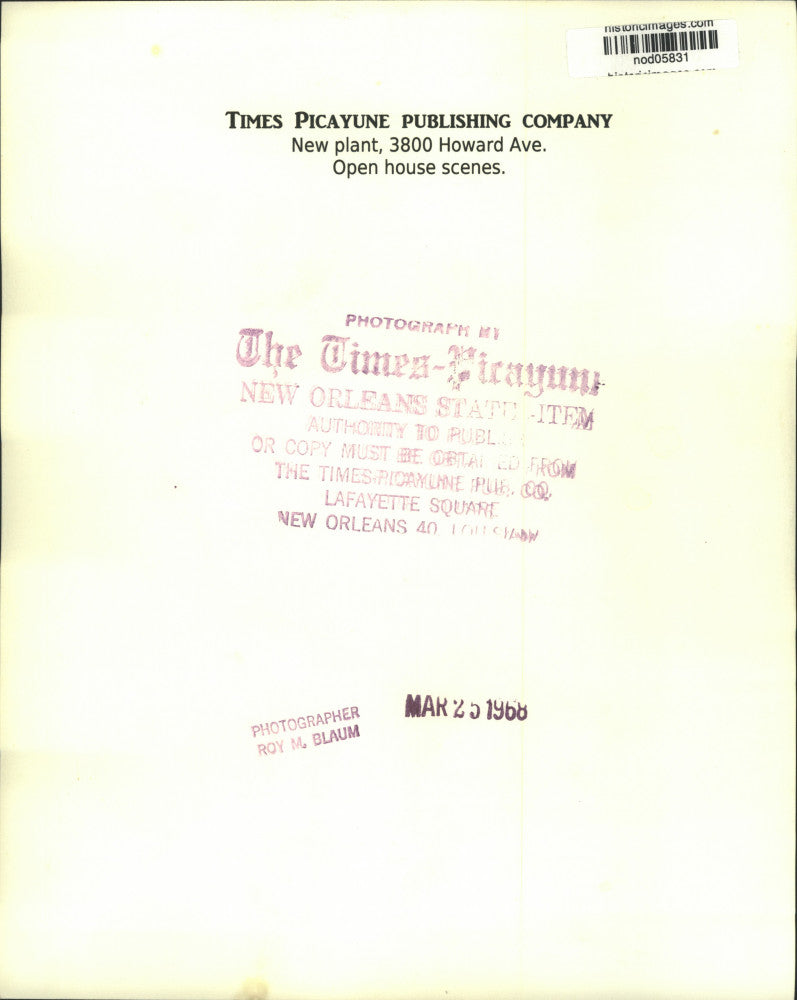 historicimages.com
nod05831
TIMES PICAYUNE PUBLISHING COMPANY
New plant, 3800 Howard Ave.
Open house scenes.
PHOTOGRAPH BY
The Times-Picayune
NEW ORLEANS STATE-ITEM
AUTHORITY TO
OR COPY MUST BE OBTAINED FROM
THE TIMES-PICAYUNE PUB. CO.
LAFAYETTE SQUARE
NEW ORLEANS 40, LOUISIANA
MAR 25 1968
PHOTOGRAPHER
ROY M. BLAUM